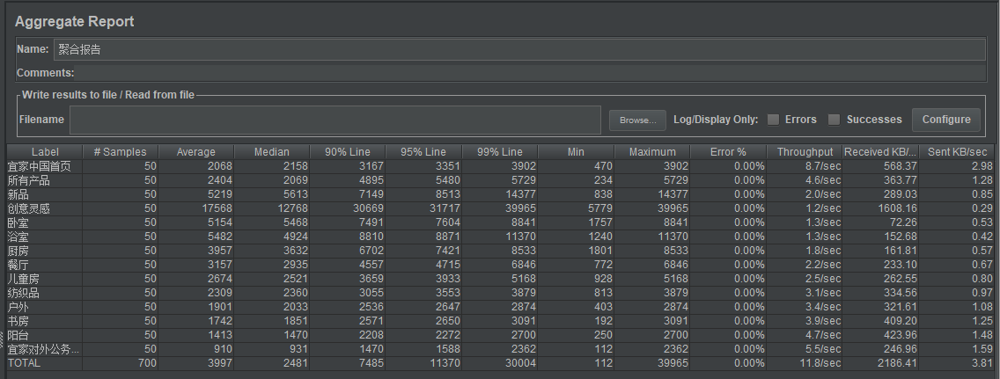 Aggregate Report
Name: 聚合报告
Comments:
Write results to file / Read from file
Filename Browse... Log/Display Only: Errors Successes Configure
Label # Samples Average Median 90% Line 95% Line 99% Line Min Maximum Error % Throughput Received KB/... Sent KB/sec
宜家中国首页 50 2068 2158 3167 3351 3902 470 3902 0.00% 8.7/sec 568.37 2.98
所有产品 50 2404 2069 4895 5480 5729 234 5729 0.00% 4.6/sec 363.77 1.28
新品 50 5219 5613 7149 8513 14377 838 14377 0.00% 2.0/sec 289.03 0.85
创意灵感 50 17568 12768 30669 31717 39965 5779 39965 0.00% 1.2/sec 1608.16 0.29
卧室 50 5154 5468 7491 7604 8841 1757 8841 0.00% 1.3/sec 72.26 0.53
浴室 50 5482 4924 8810 8871 11370 1240 11370 0.00% 1.3/sec 152.68 0.42
厨房 50 3957 3632 6702 7421 8533 1801 8533 0.00% 1.8/sec 161.81 0.57
餐厅 50 3157 2935 4557 4715 6846 772 6846 0.00% 2.2/sec 233.10 0.67
儿童房 50 2674 2521 3659 3933 5168 928 5168 0.00% 2.5/sec 262.55 0.80
纺织品 50 2309 2360 3055 3553 3879 813 3879 0.00% 3.1/sec 334.56 0.97
户外 50 1901 2033 2536 2647 2874 403 2874 0.00% 3.4/sec 321.61 1.08
书房 50 1742 1851 2571 2650 3091 192 3091 0.00% 3.9/sec 409.20 1.25
阳台 50 1413 1470 2208 2272 2700 250 2700 0.00% 4.7/sec 423.96 1.48
宜家对外公务... 50 910 931 1470 1588 2362 112 2362 0.00% 5.5/sec 246.96 1.59
TOTAL 700 3997 2481 7485 11370 30004 112 39965 0.00% 11.8/sec 2186.41 3.81